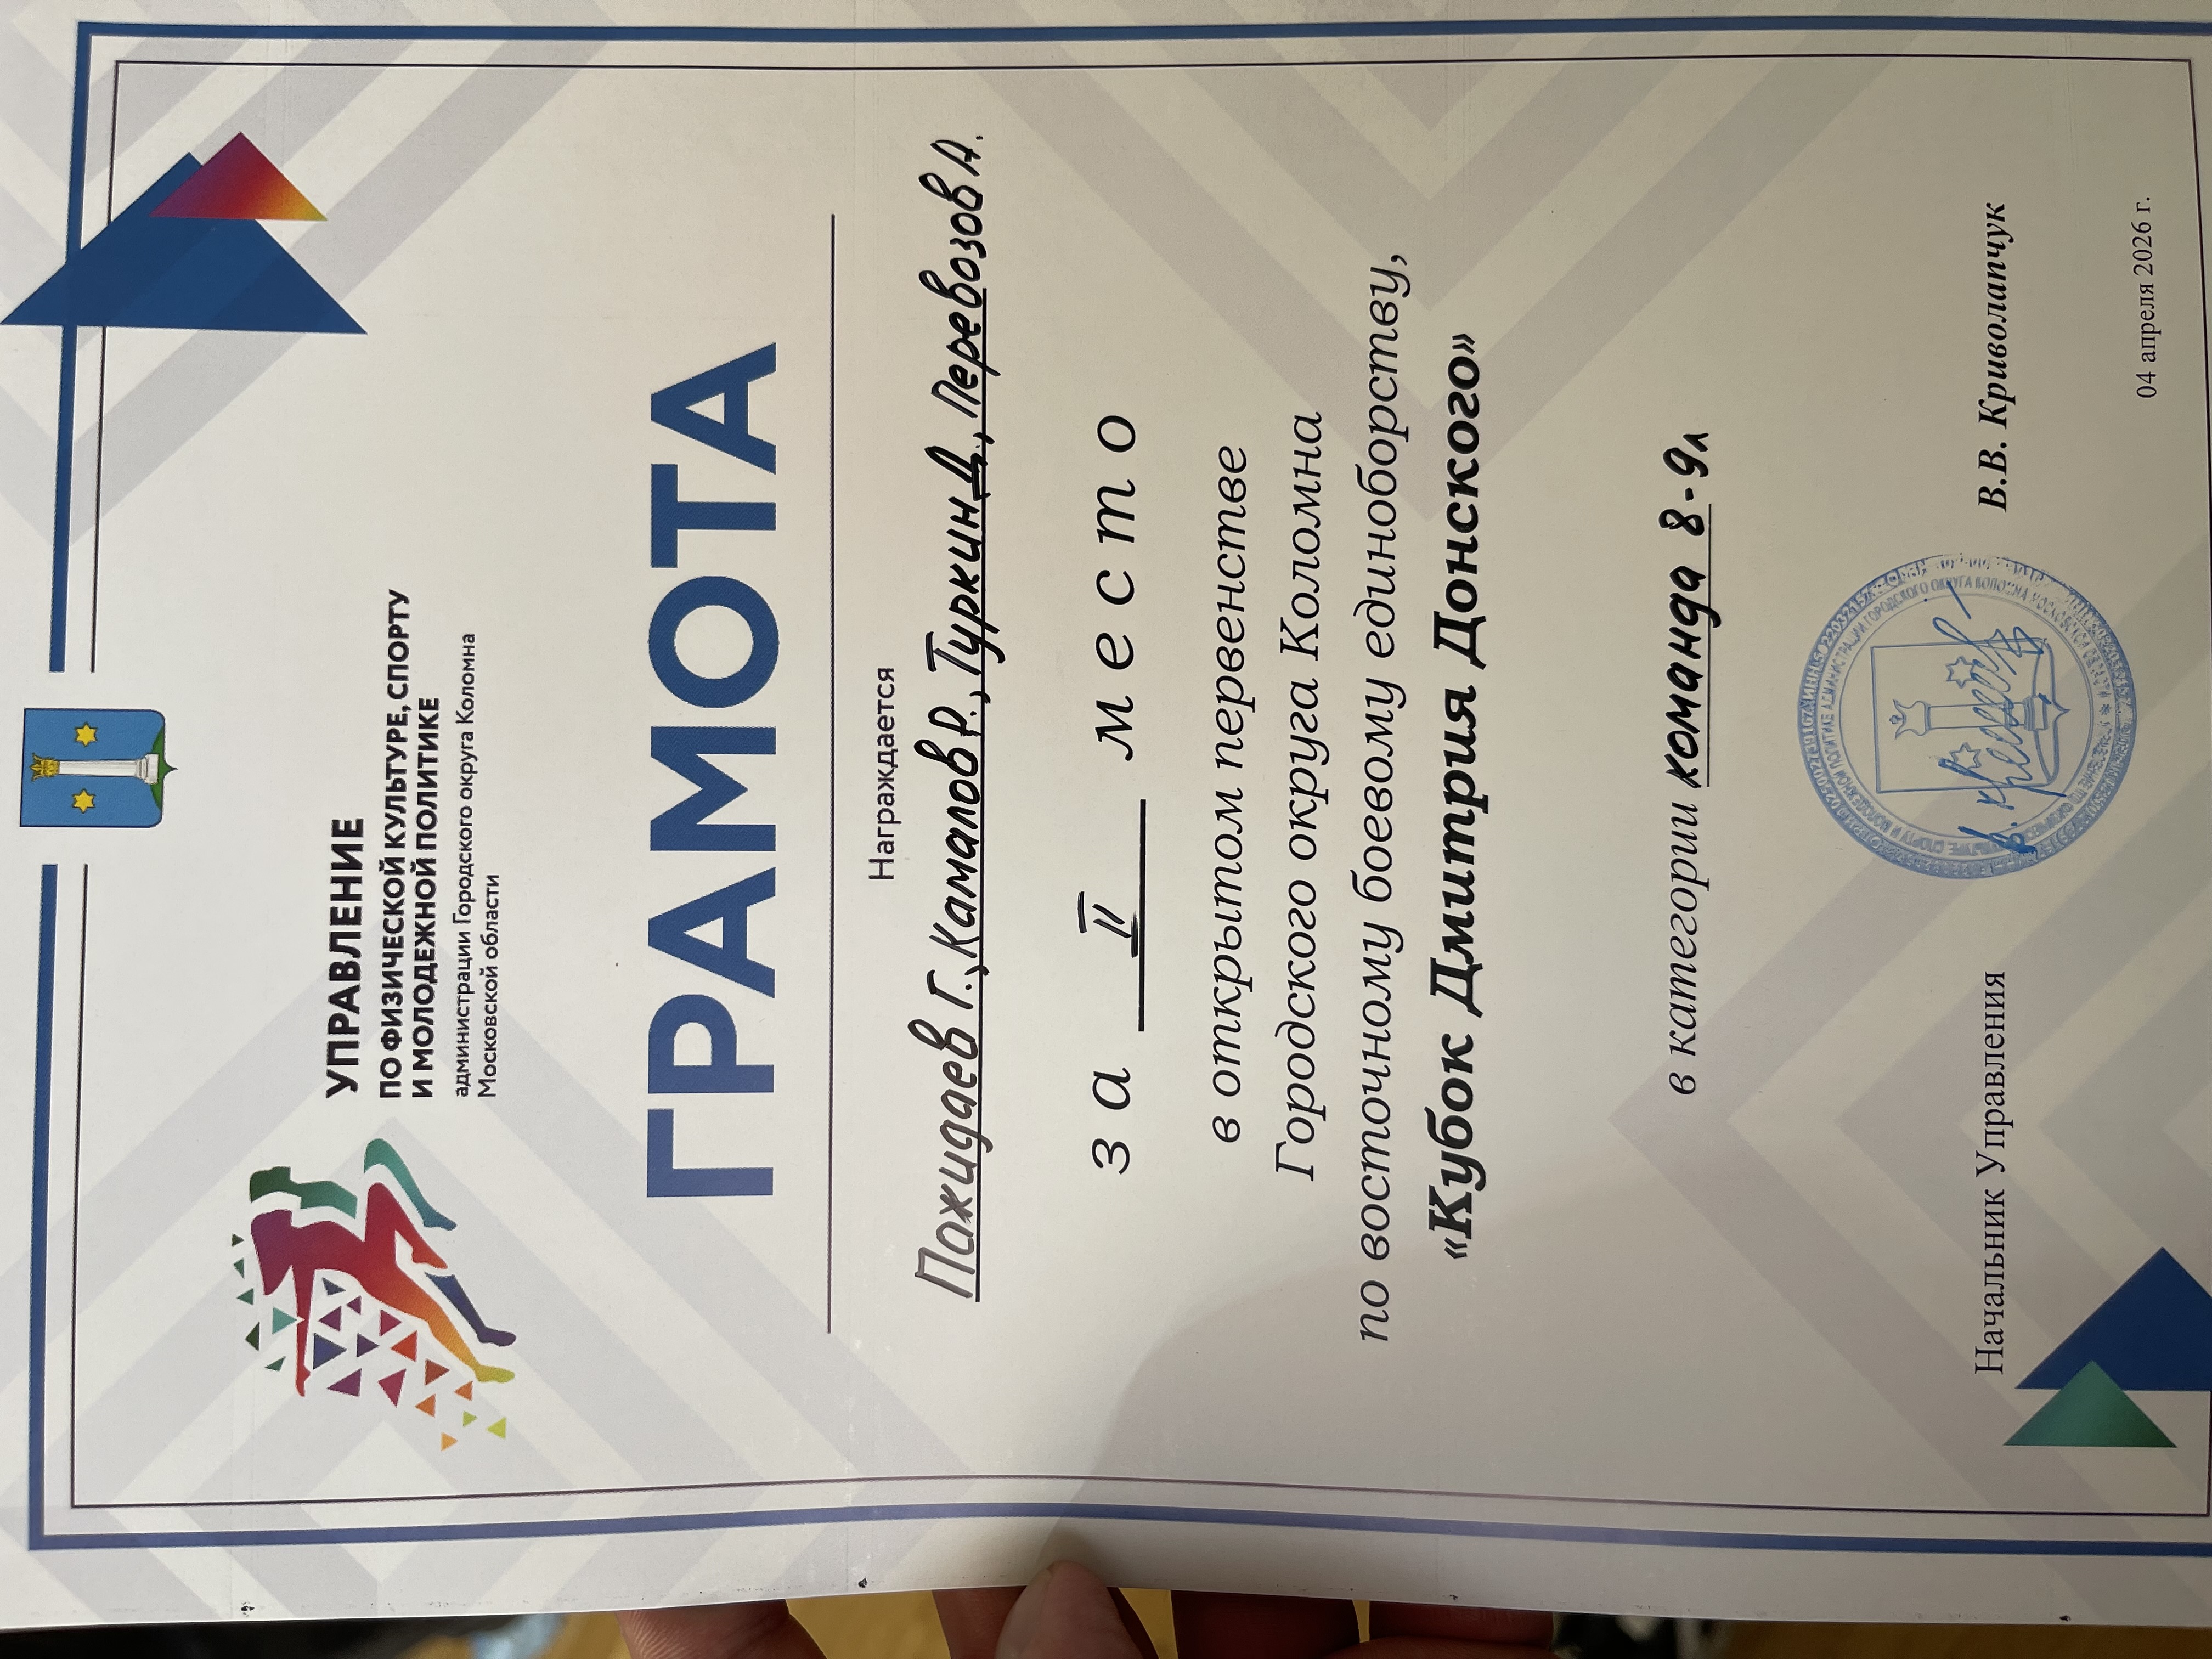 УПРАВЛЕНИЕ
ПО ФИЗИЧЕСКОЙ КУЛЬТУРЕ, СПОРТУ
И МОЛОДЕЖНОЙ ПОЛИТИКЕ
администрации Городского округа Коломна
Московской области
ГРАМОТА
Награждается
Пожидаев Г., Камалов Р., Туркин Д., Перевозов А.
за II место
в открытом первенстве
Городского округа Коломна
по восточному боевому единоборству,
«Кубок Дмитрия Донского»
в категории команда 8-9л
Начальник Управления В.В. Криволапчук
04 апреля 2026 г.